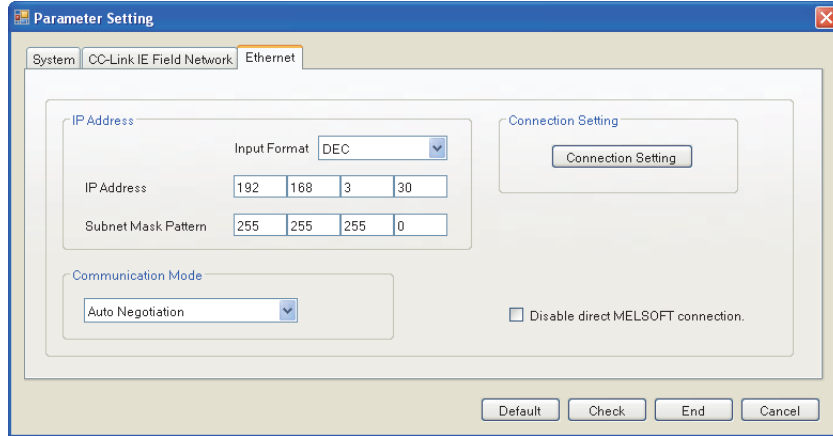 Parameter Setting
System CC-Link IE Field Network Ethernet
IP Address
Input Format DEC
IP Address 192 168 3 30
Subnet Mask Pattern 255 255 255 0
Connection Setting
Connection Setting
Communication Mode
Auto Negotiation
Disable direct MELSOFT connection.
Default Check End Cancel